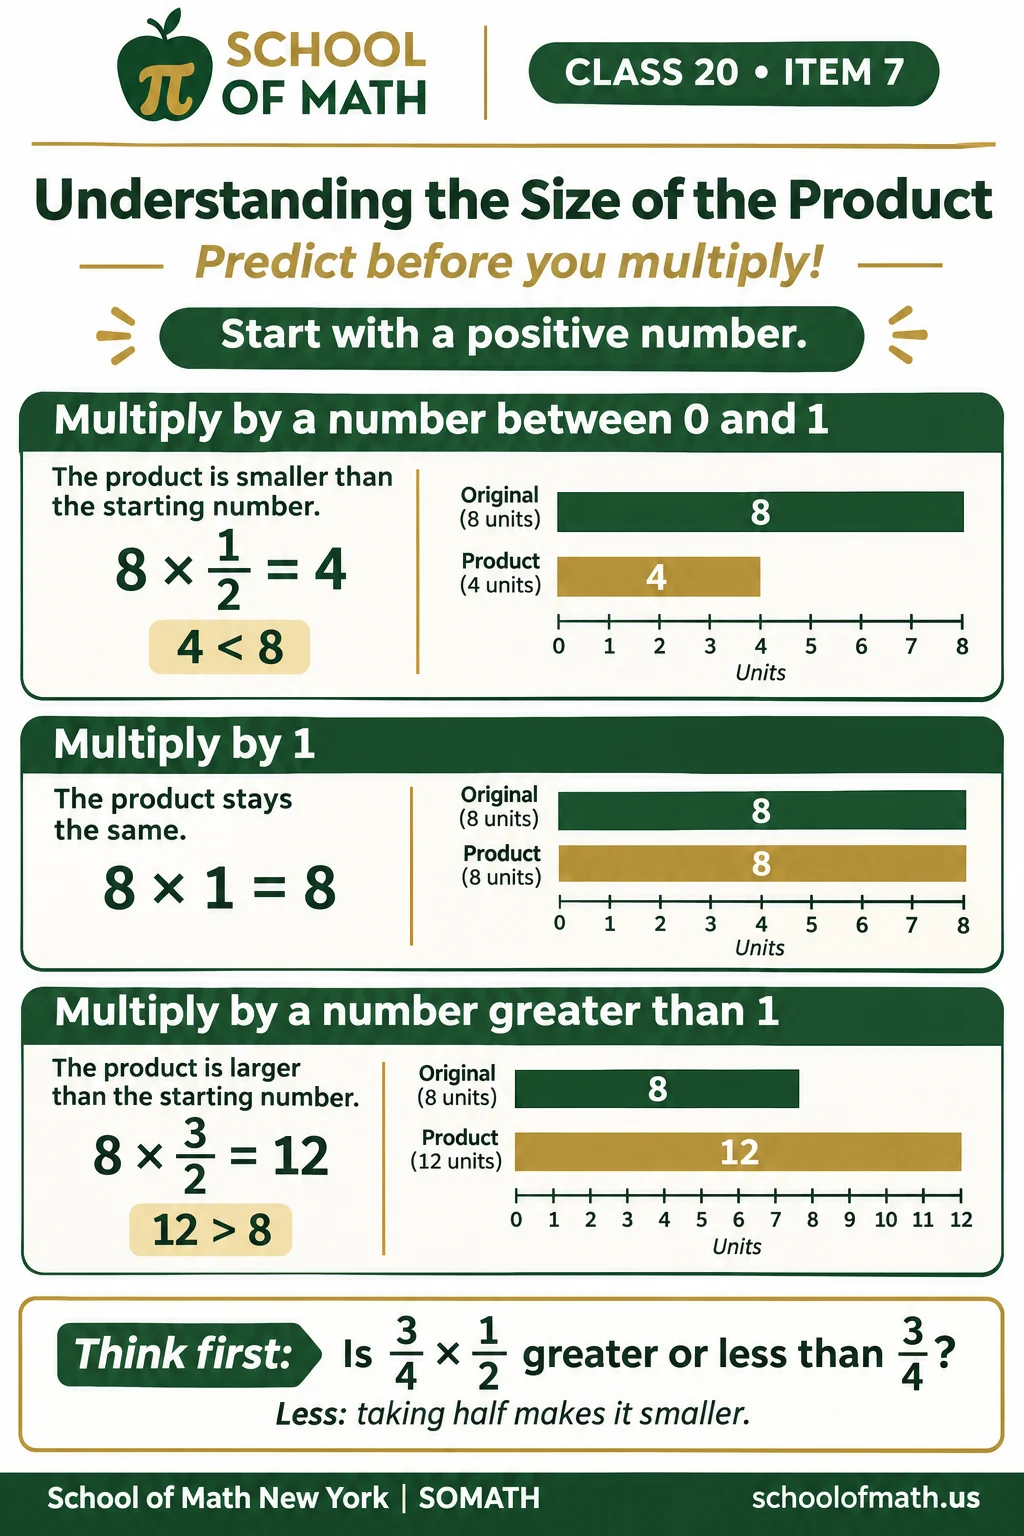 SCHOOL
OF MATH
π
CLASS 20 • ITEM 7
Understanding the Size of the Product
Predict before you multiply!
Start with a positive number.
Multiply by a number between 0 and 1
The product is smaller than
the starting number.
8 × 1/2 = 4
4 < 8
Original
(8 units)
8
Product
(4 units)
4
0 1 2 3 4 5 6 7 8
Units
Multiply by 1
The product stays
the same.
8 × 1 = 8
Original
(8 units)
8
Product
(8 units)
8
0 1 2 3 4 5 6 7 8
Units
Multiply by a number greater than 1
The product is larger
than the starting number.
8 × 3/2 = 12
12 > 8
Original
(8 units)
8
Product
(12 units)
12
0 1 2 3 4 5 6 7 8 9 10 11 12
Units
Think first: Is 3/4 × 1/2 greater or less than 3/4?
Less: taking half makes it smaller.
School of Math New York | SOMATH
schoolofmath.us